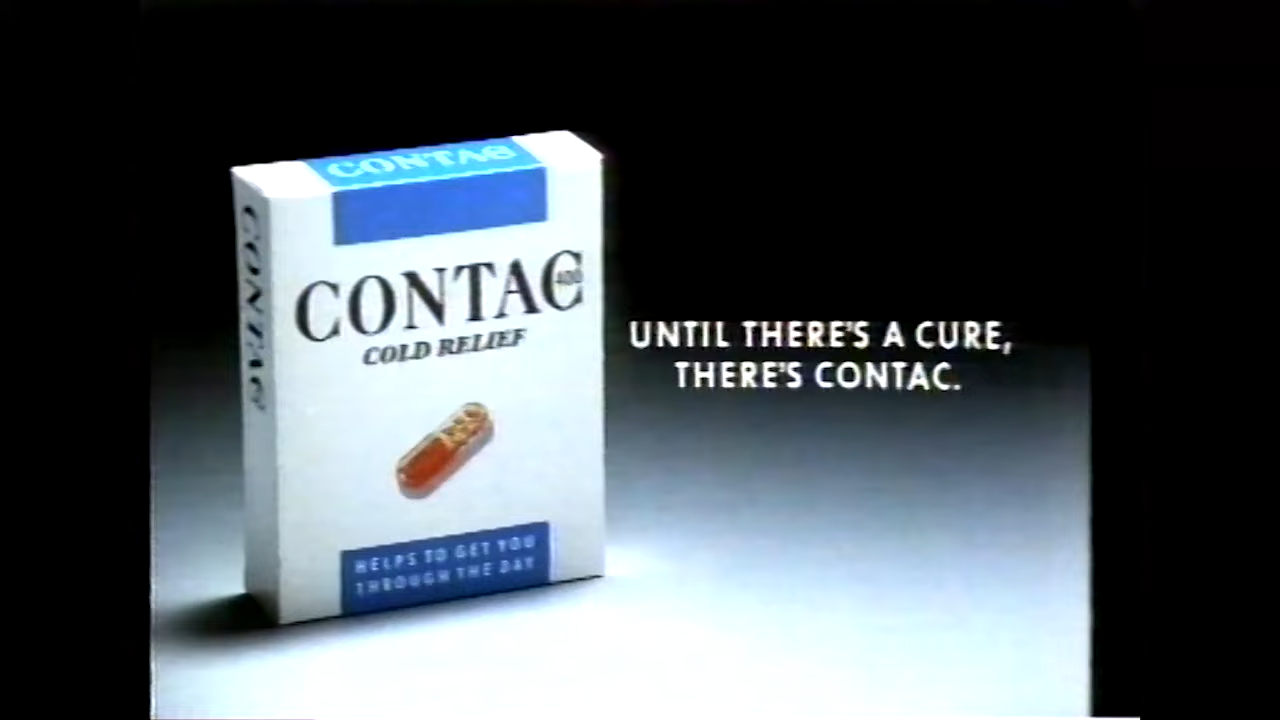 CONTAC
CONTAC
CONTAC
400
COLD RELIEF
HELPS TO GET YOU
THROUGH THE DAY
UNTIL THERE'S A CURE,
THERE'S CONTAC.